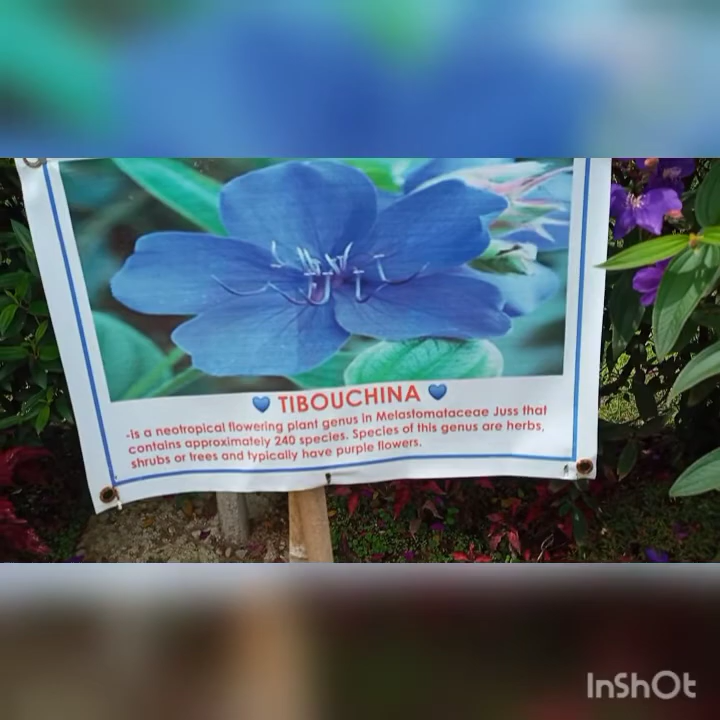 💙 TIBOUCHINA 💙
-is a neotropical flowering plant genus in Melastomataceae Juss that
contains approximately 240 species. Species of this genus are herbs,
shrubs or trees and typically have purple flowers.
InShOt